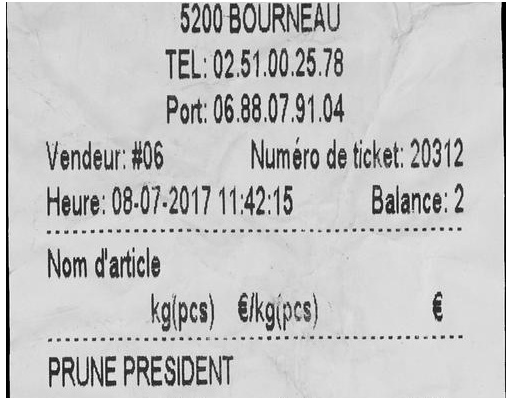 5200 BOURNEAU
TEL: 02.51.00.25.78
Port: 06.88.07.91.04
Vendeur: #06 Numéro de ticket: 20312
Heure: 08-07-2017 11:42:15 Balance: 2
Nom d'article
kg(pcs) €/kg(pcs) €
PRUNE PRESIDENT